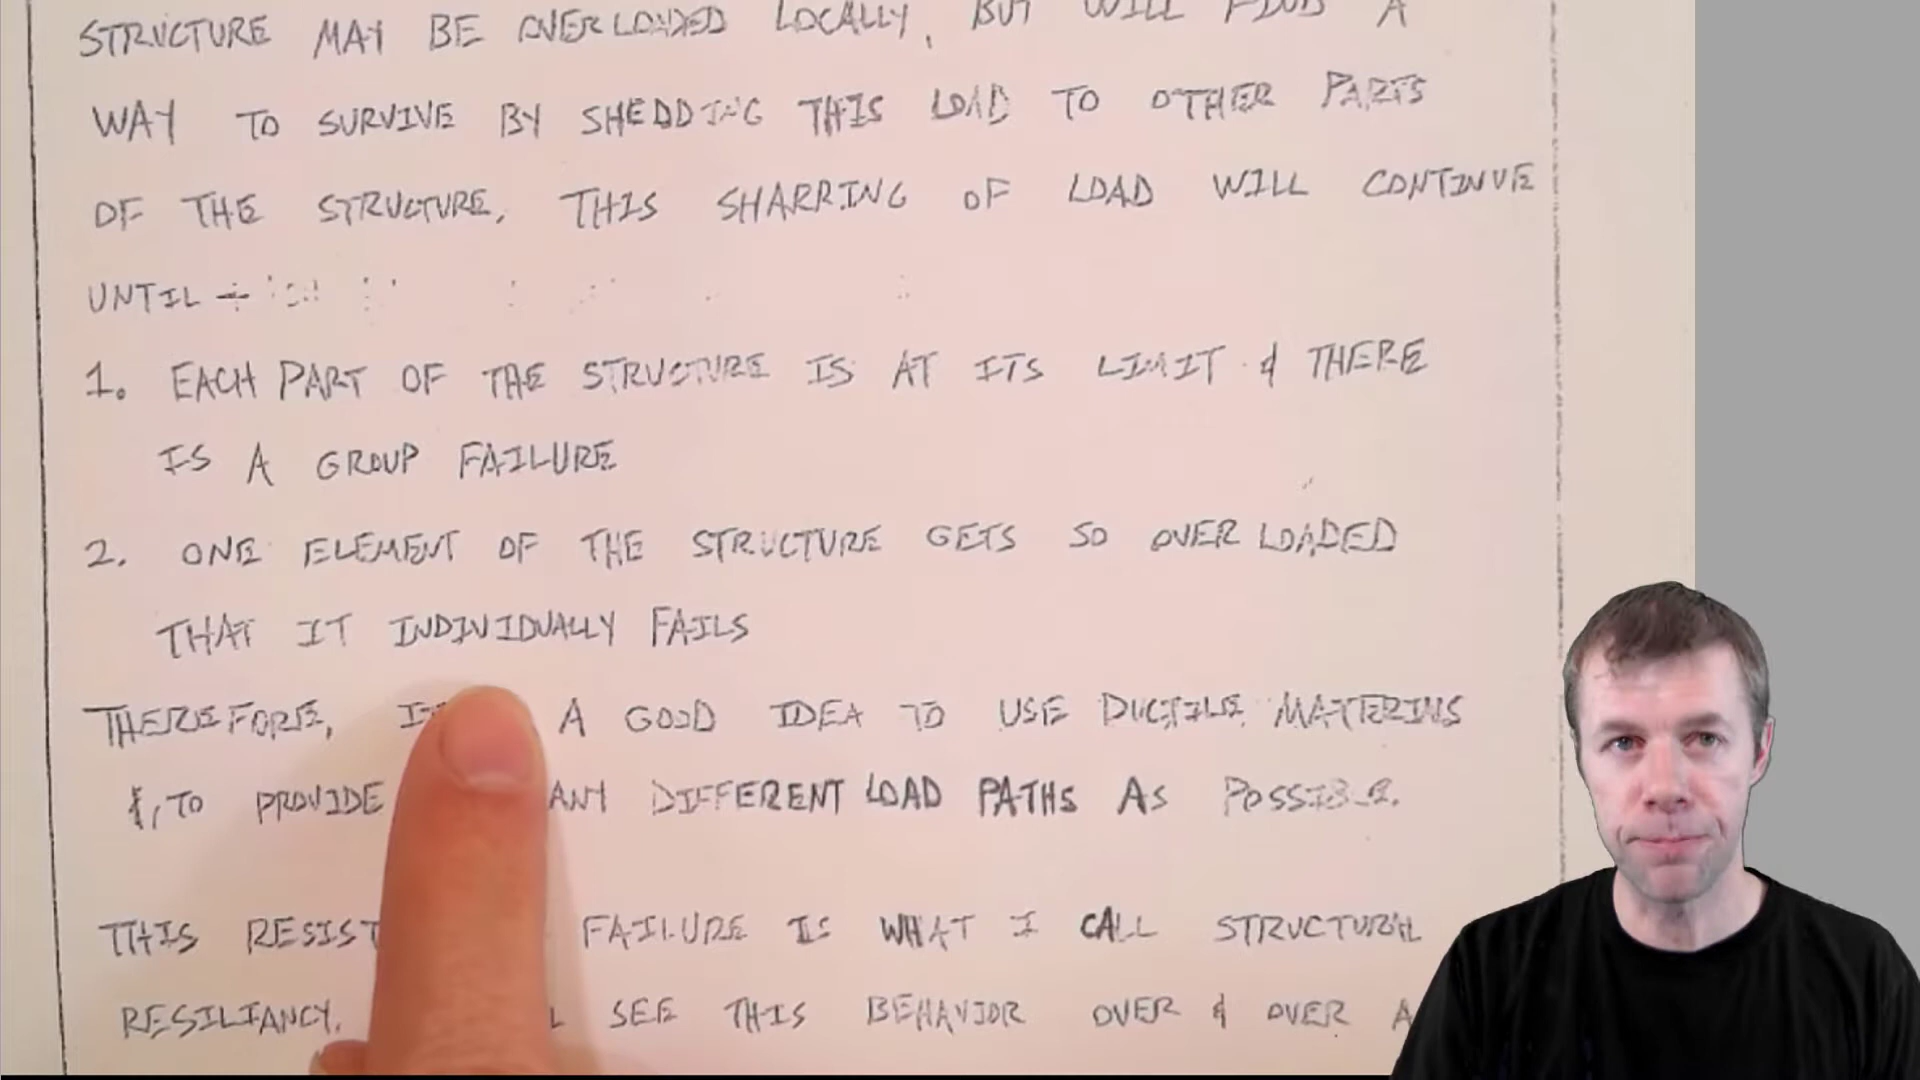 STRUCTURE MAY BE OVERLOADED LOCALLY, BUT WILL FIND A
WAY TO SURVIVE BY SHEDDING THIS LOAD TO OTHER PARTS
OF THE STRUCTURE, THIS SHARRING OF LOAD WILL CONTINUE
UNTIL
1. EACH PART OF THE STRUCTURE IS AT ITS LIMIT & THERE
IS A GROUP FAILURE
2. ONE ELEMENT OF THE STRUCTURE GETS SO OVER LOADED
THAT IT INDIVIDUALLY FAILS
THEREFORE, A GOOD IDEA TO USE DUCTILE MATERIALS
&, TO PROVIDE DIFFERENT LOAD PATHS AS POSSIBLE.
THIS FAILURE IS WHAT I CALL STRUCTURAL
RESILIANCY. SEE THIS BEHAVIOR OVER & OVER